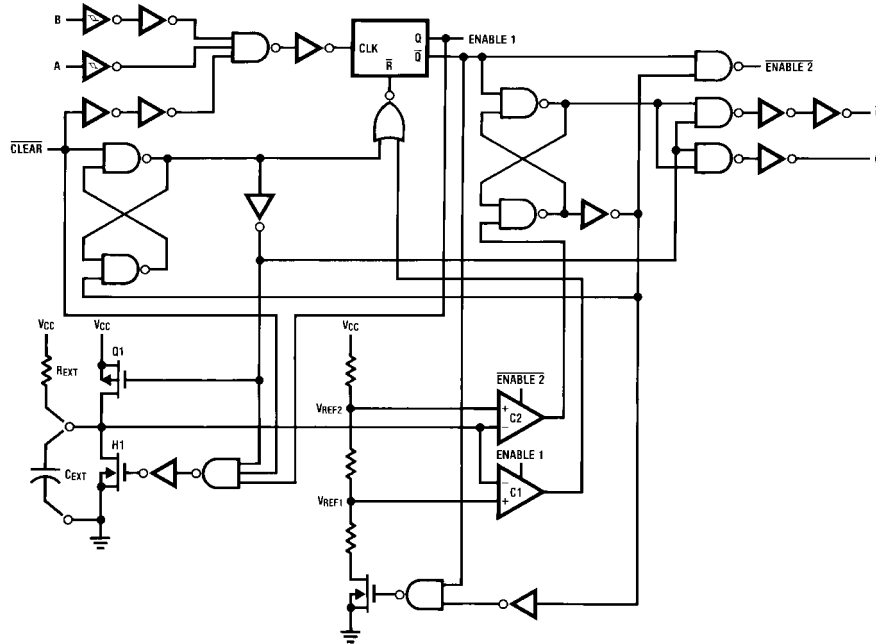 B
A
CLEAR
CLK
Q
Q
R
ENABLE 1
ENABLE 2
VCC
VCC
VCC
Q1
REXT
ENABLE 2
VREF2
+
C2
−
H1
CEXT
ENABLE 1
−
C1
VREF1
+